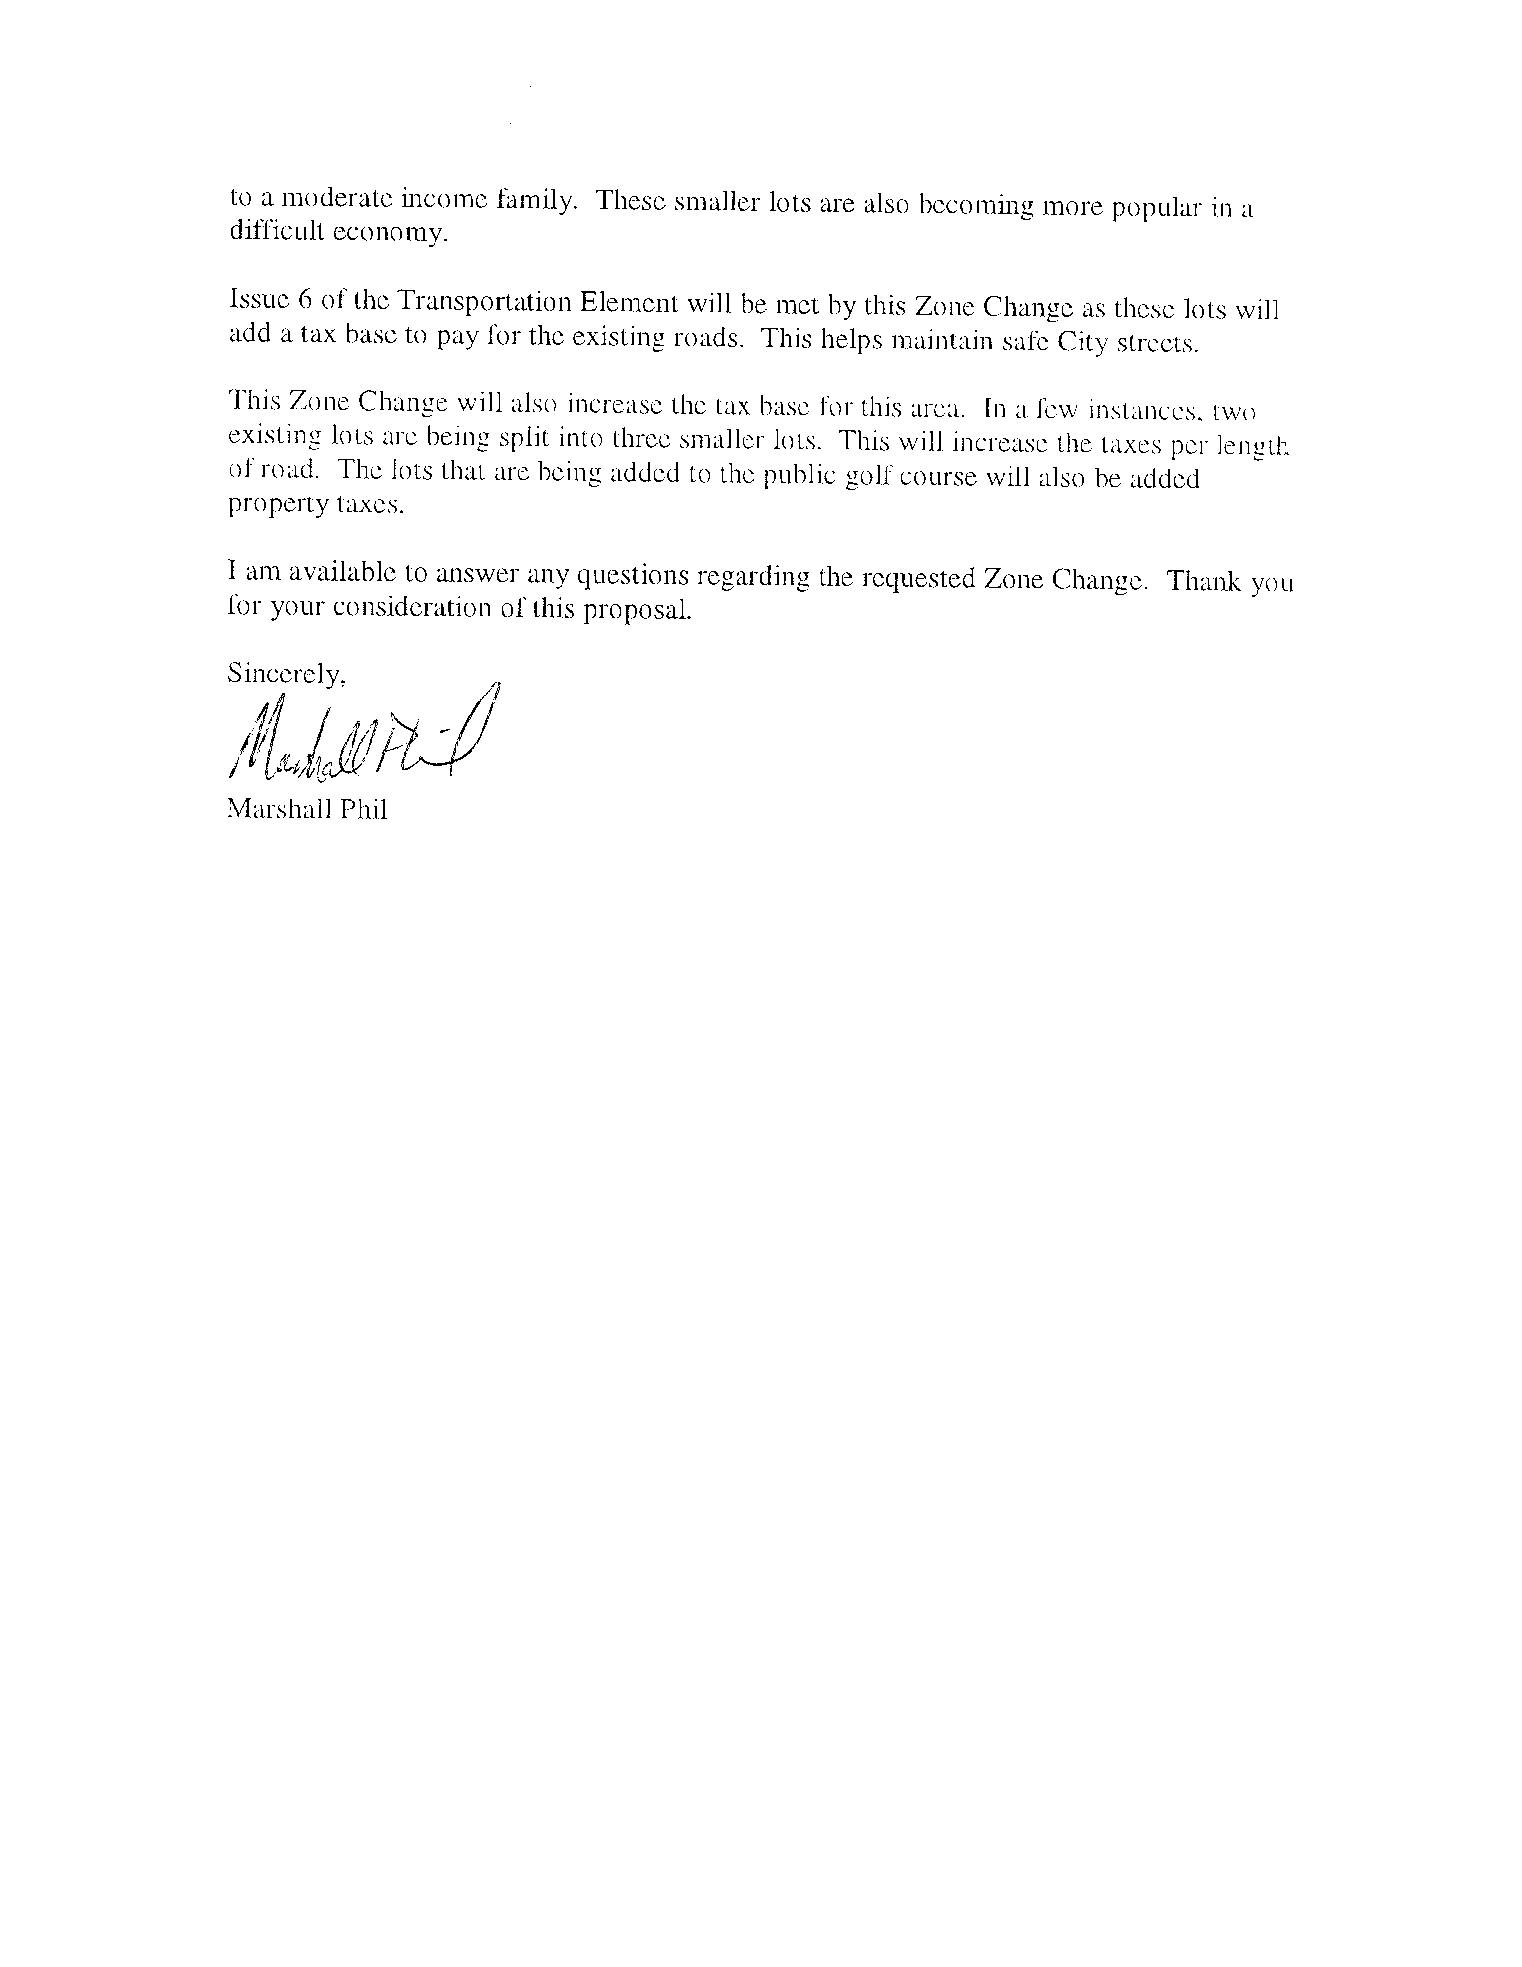 to a moderate income family. These smaller lots are also becoming more popular in a
difficult economy.
Issue 6 of the Transportation Element will be met by this Zone Change as these lots will
add a tax base to pay for the existing roads. This helps maintain safe City streets.
This Zone Change will also increase the tax base for this area. In a few instances, two
existing lots are being split into three smaller lots. This will increase the taxes per length
of road. The lots that are being added to the public golf course will also be added
property taxes.
I am available to answer any questions regarding the requested Zone Change. Thank you
for your consideration of this proposal.
Sincerely,
Marshall Phil
Marshall Phil